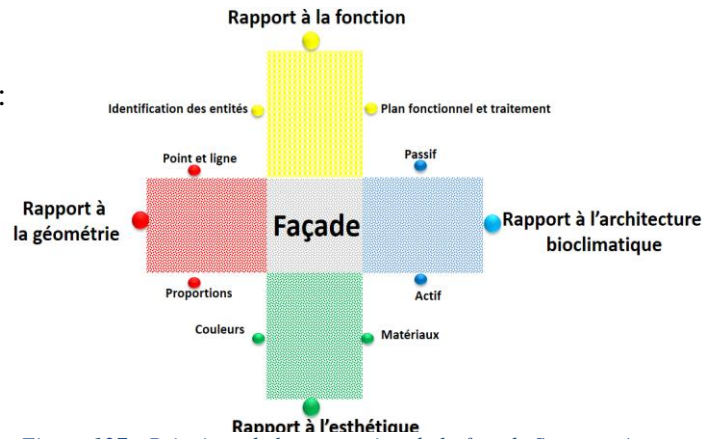 Rapport à la fonction
:
Identification des entités
Plan fonctionnel et traitement
Point et ligne
Passif
Rapport à
la géométrie
Façade
Rapport à l’architecture
bioclimatique
Proportions
Actif
Couleurs
Matériaux
Rapport à l’esthétique